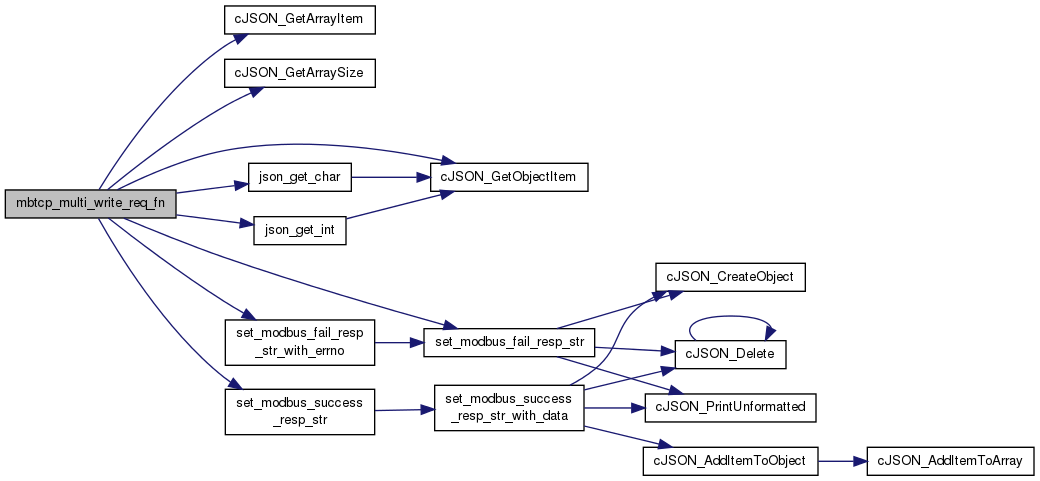 cJSON_GetArrayItem
cJSON_GetArraySize
json_get_char
cJSON_GetObjectItem
mbtcp_multi_write_req_fn
json_get_int
cJSON_CreateObject
set_modbus_fail_resp
_str_with_errno
set_modbus_fail_resp_str
cJSON_Delete
set_modbus_success
_resp_str
set_modbus_success
_resp_str_with_data
cJSON_PrintUnformatted
cJSON_AddItemToObject
cJSON_AddItemToArray